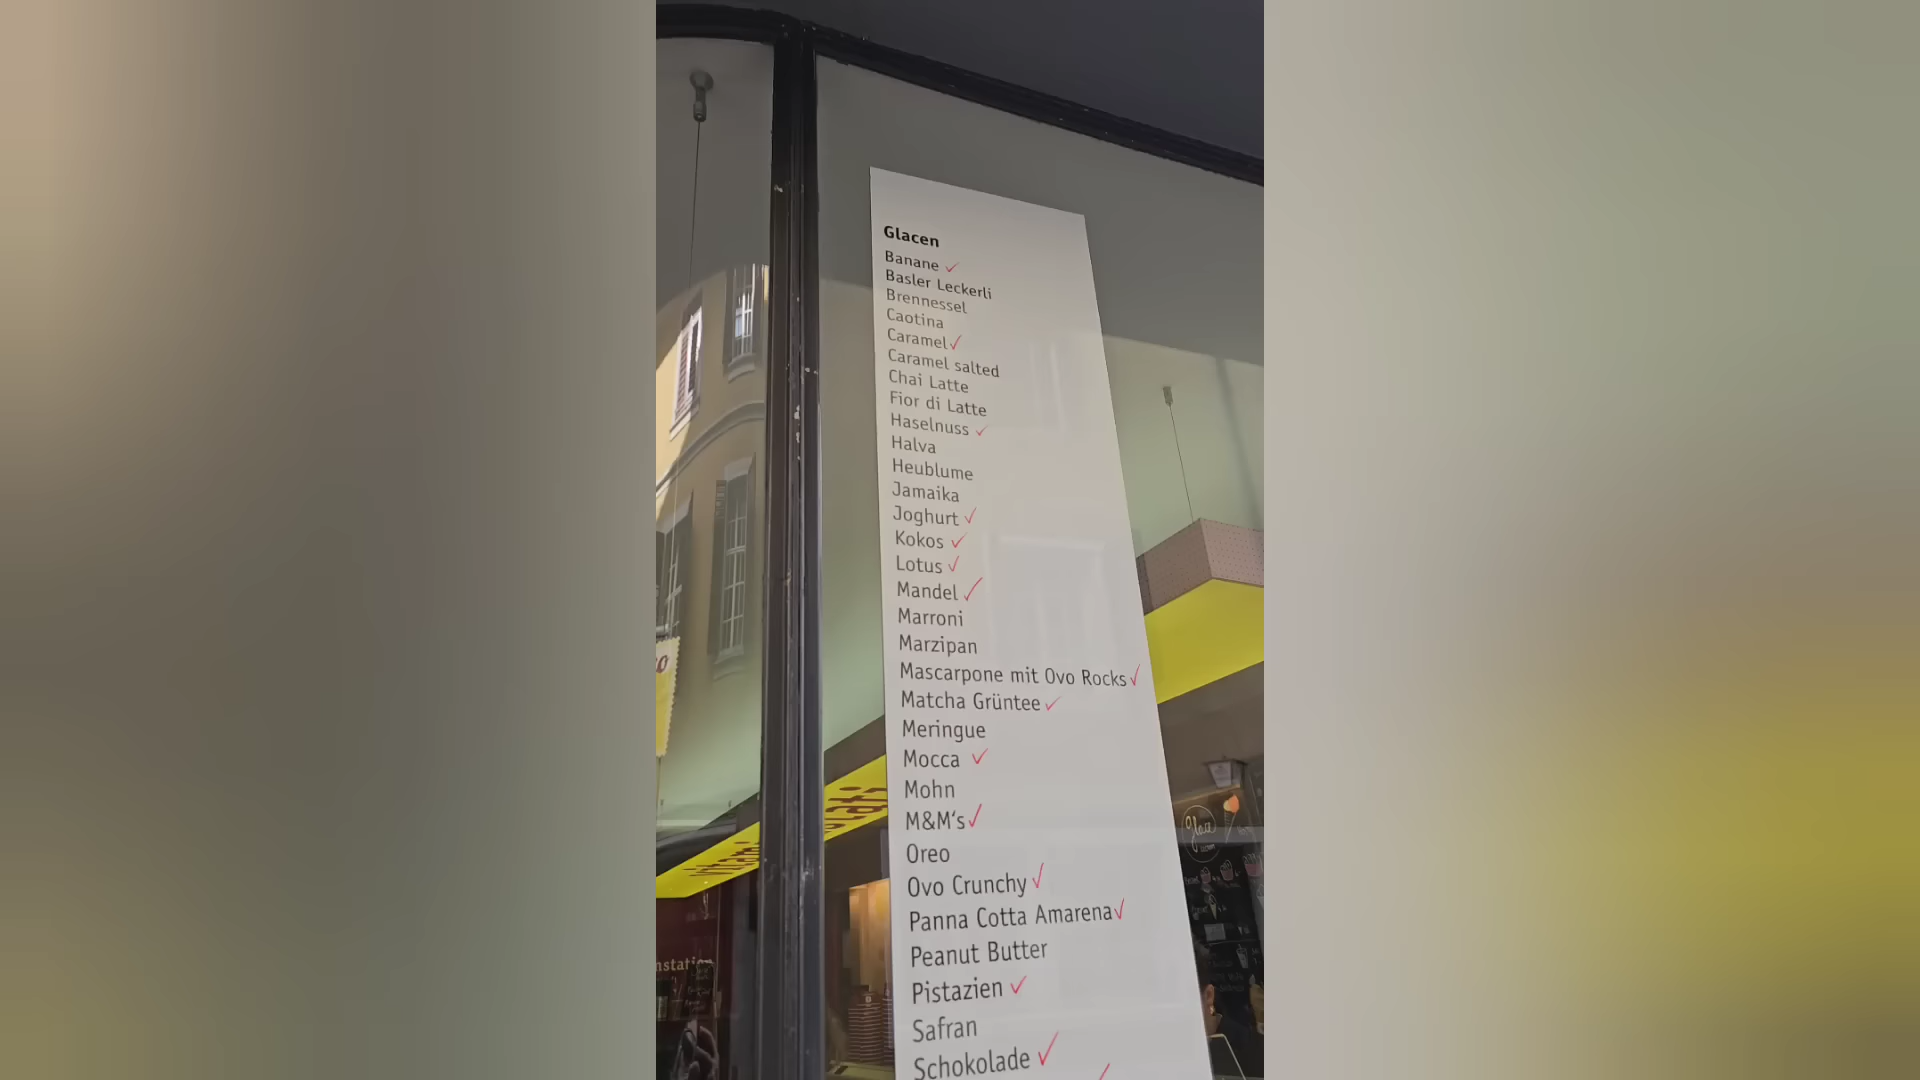 Glacen
Banane ✓
Basler Leckerli
Brennessel
Caotina
Caramel ✓
Caramel salted
Chai Latte
Fior di Latte
Haselnuss ✓
Halva
Heublume
Jamaika
Joghurt ✓
Kokos ✓
Lotus ✓
Mandel ✓
Marroni
Marzipan
Mascarpone mit Ovo Rocks ✓
Matcha Grüntee ✓
Meringue
Mocca ✓
Mohn
M&M‘s ✓
Oreo
Ovo Crunchy ✓
Panna Cotta Amarena ✓
Peanut Butter
Pistazien ✓
Safran
Schokolade ✓